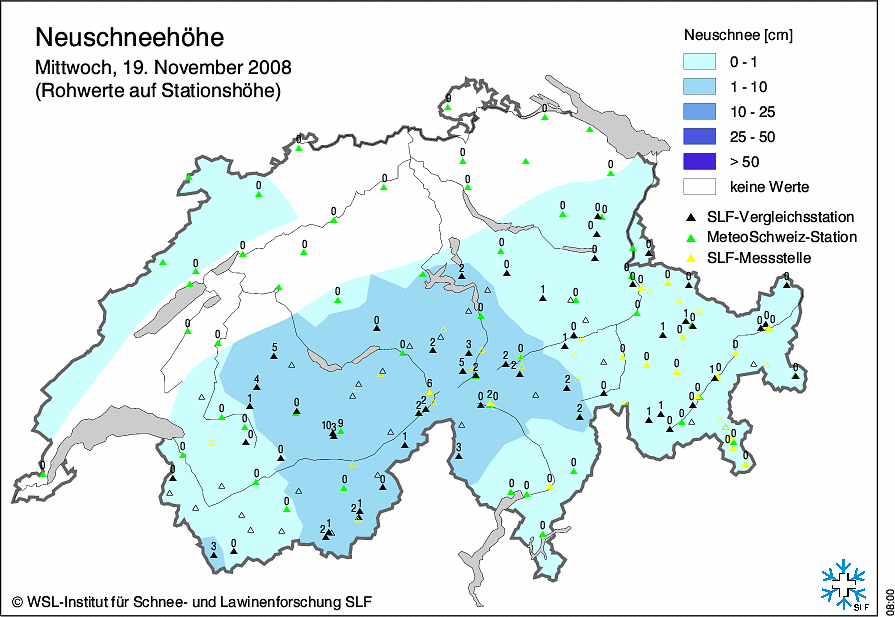 Neuschneehöhe
Mittwoch, 19. November 2008
(Rohwerte auf Stationshöhe)
Neuschnee [cm]
0 - 1
1 - 10
10 - 25
25 - 50
> 50
keine Werte
SLF-Vergleichsstation
MeteoSchweiz-Station
SLF-Messstelle
0
0
0
0 0
0 0
0 0
0 0 0
0
0 0
0 0 0
0 2 0 0
0 1 0
0 0
0 0 1 0
0 0 2 3 1 0 0
5 5 2 2 0 0 0
4 6 0 1
1 2 2 0 2 0 2 0 1 1
0 0 0 10 3 9
0 0 1 3 0
0 0 0 0 0 0 0
0 2 1
2 1 0
3 0
© WSL-Institut für Schnee- und Lawinenforschung SLF
SLF
08:00